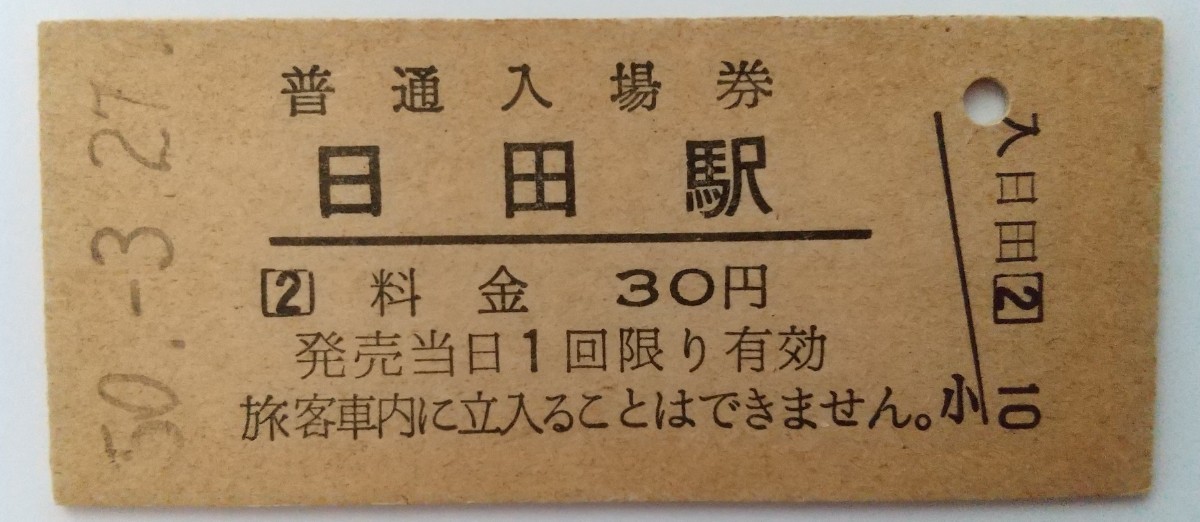 50.-3.27.
普通入場券
日田駅
2 料金 30円
発売当日1回限り有効
旅客車内に立入ることはできません。
小
入日田2
10